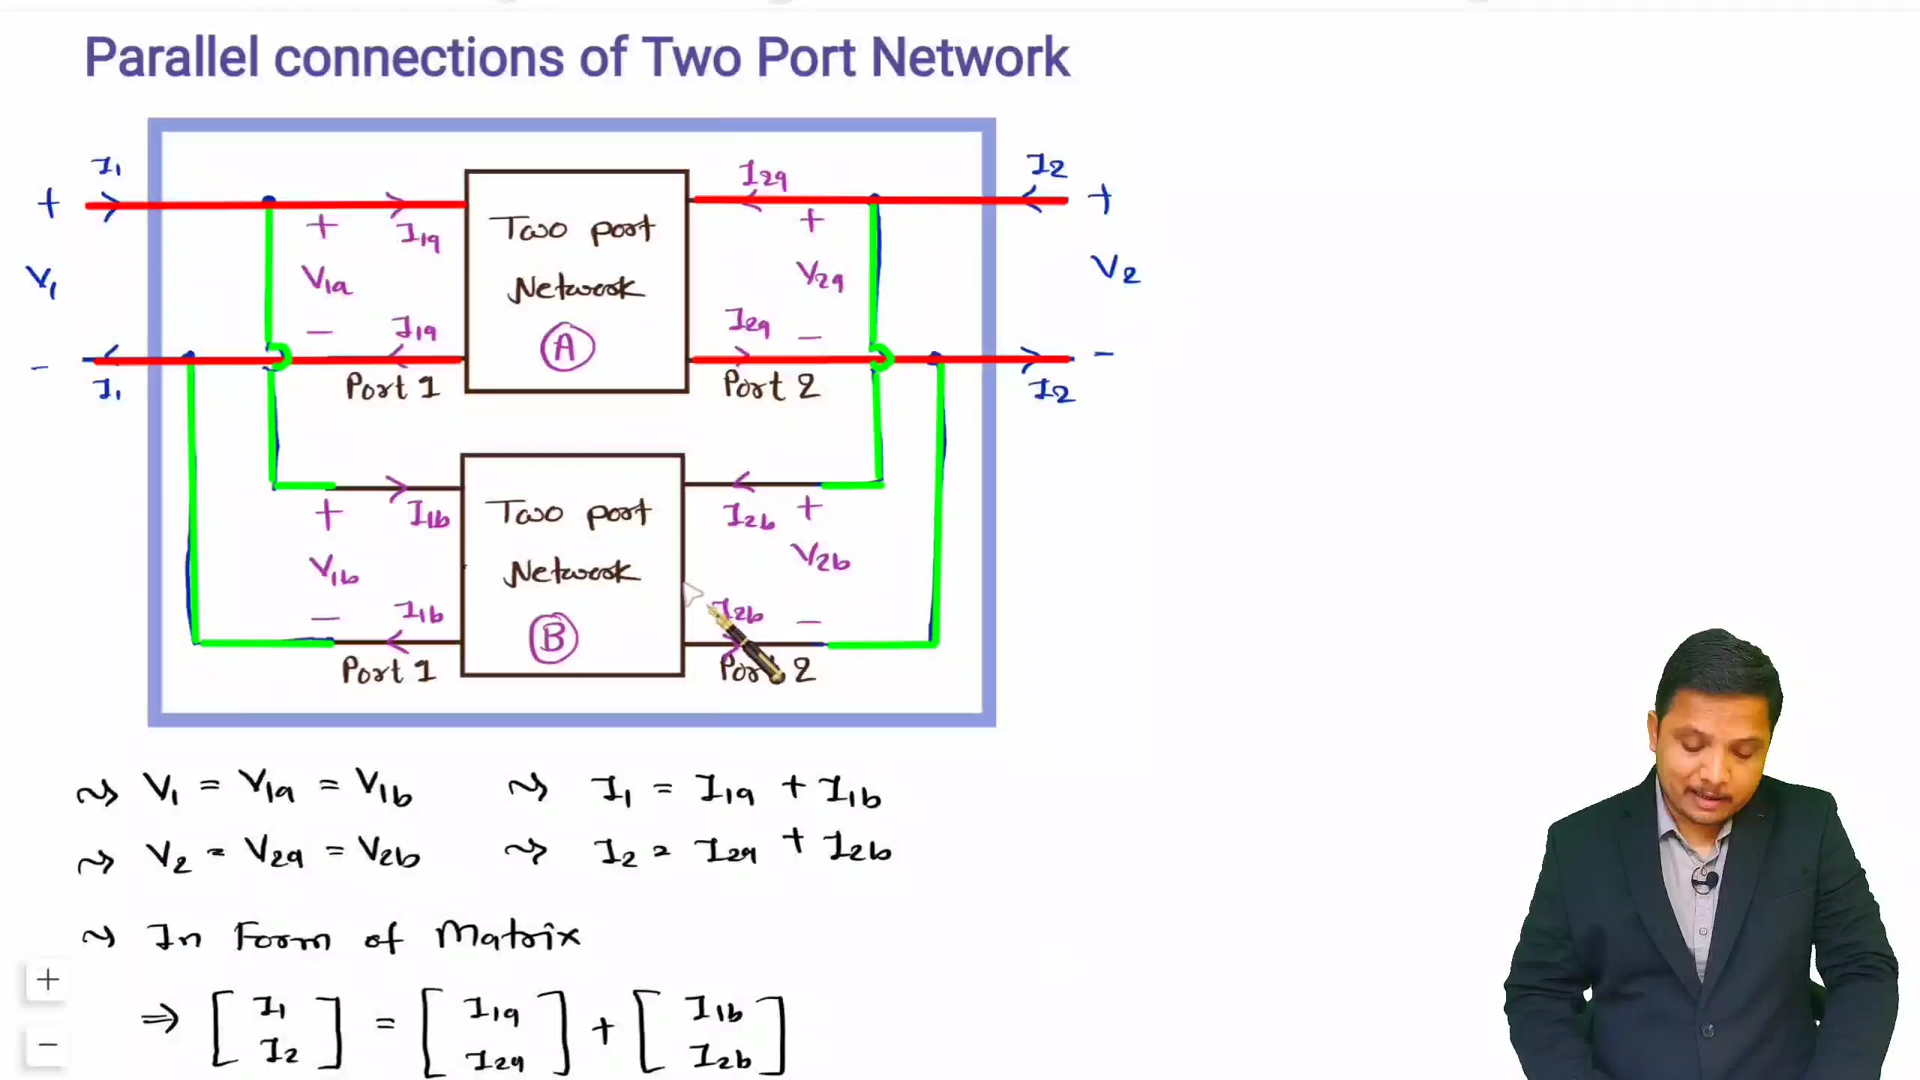 Parallel connections of Two Port Network
I1
I2a
I2
+
+
+
+
I1a
Two port
V1
V1a
Network
V2a
V2
-
I1a
A
I2a
-
-
-
I1
Port 1
Port 2
I2
+
I1b
Two port
I2b
+
V1b
Network
V2b
-
I1b
B
I2b
-
Port 1
Port 2
~> V1 = V1a = V1b ~> I1 = I1a + I1b
~> V2 = V2a = V2b ~> I2 = I2a + I2b
~> In Form of Matrix
⇒ [ I1 I2 ] = [ I1a I2a ] + [ I1b I2b ]
+
−